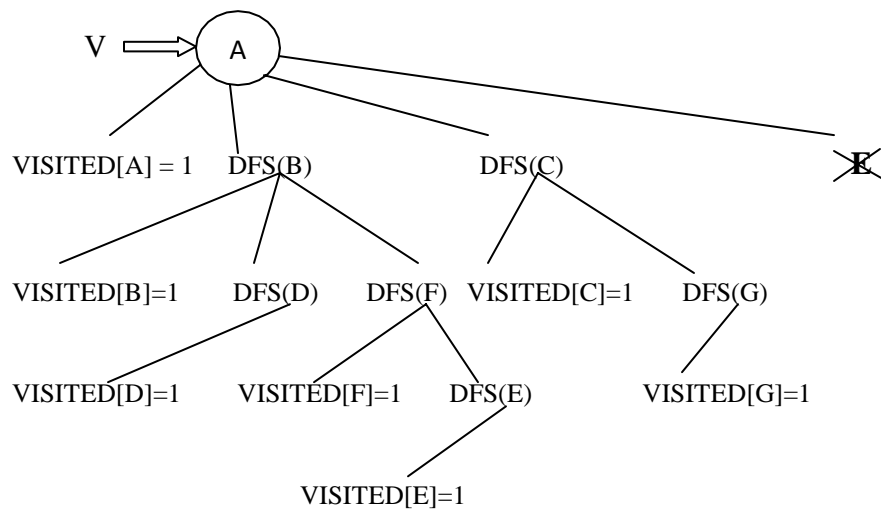 V A
VISITED[A] = 1 DFS(B) DFS(C) E
VISITED[B]=1 DFS(D) DFS(F) VISITED[C]=1 DFS(G)
VISITED[D]=1 VISITED[F]=1 DFS(E) VISITED[G]=1
VISITED[E]=1